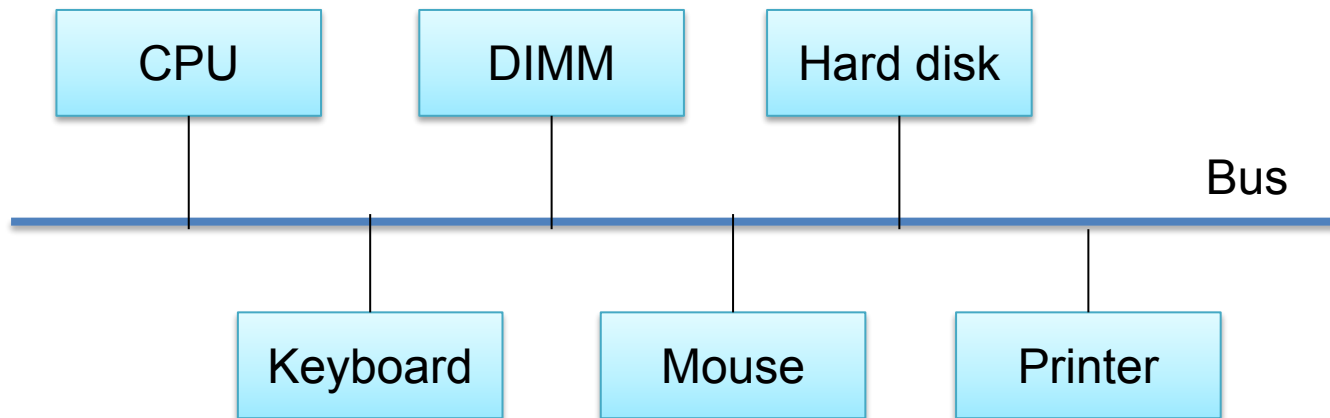 CPU
DIMM
Hard disk
Bus
Keyboard
Mouse
Printer